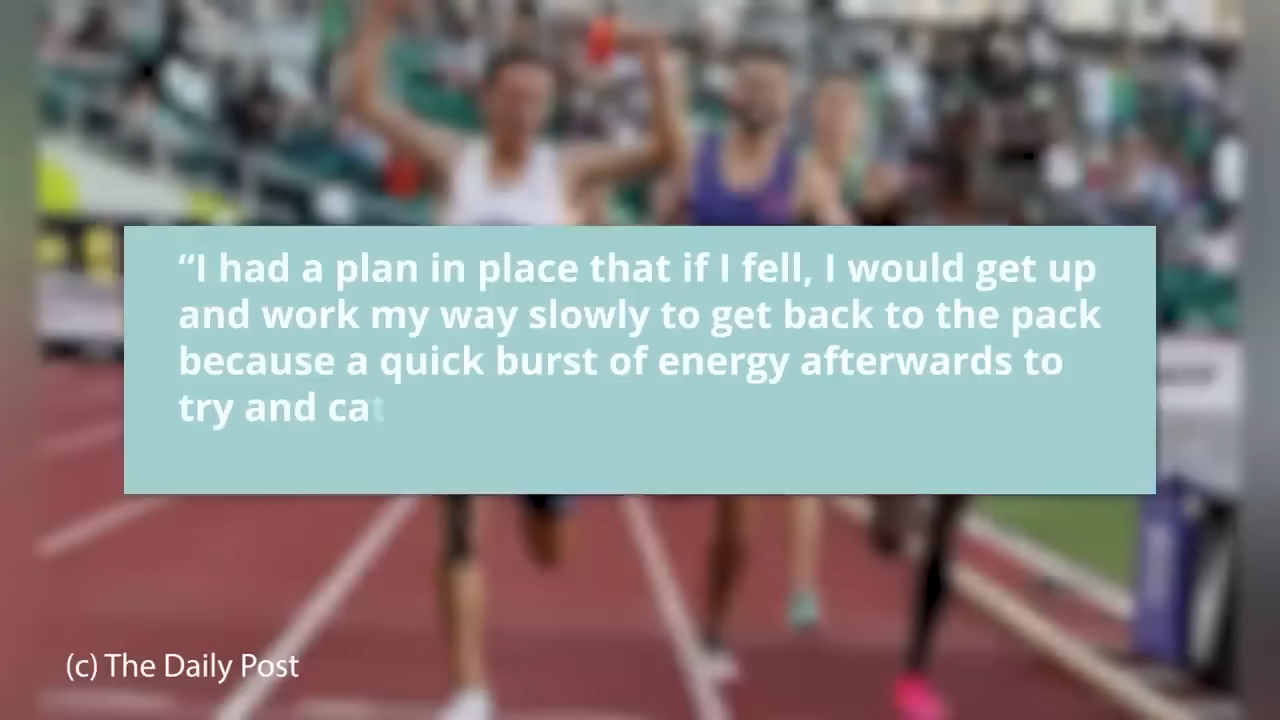 “I had a plan in place that if I fell, I would get up
and work my way slowly to get back to the pack
because a quick burst of energy afterwards to
try and cat
(c) The Daily Post